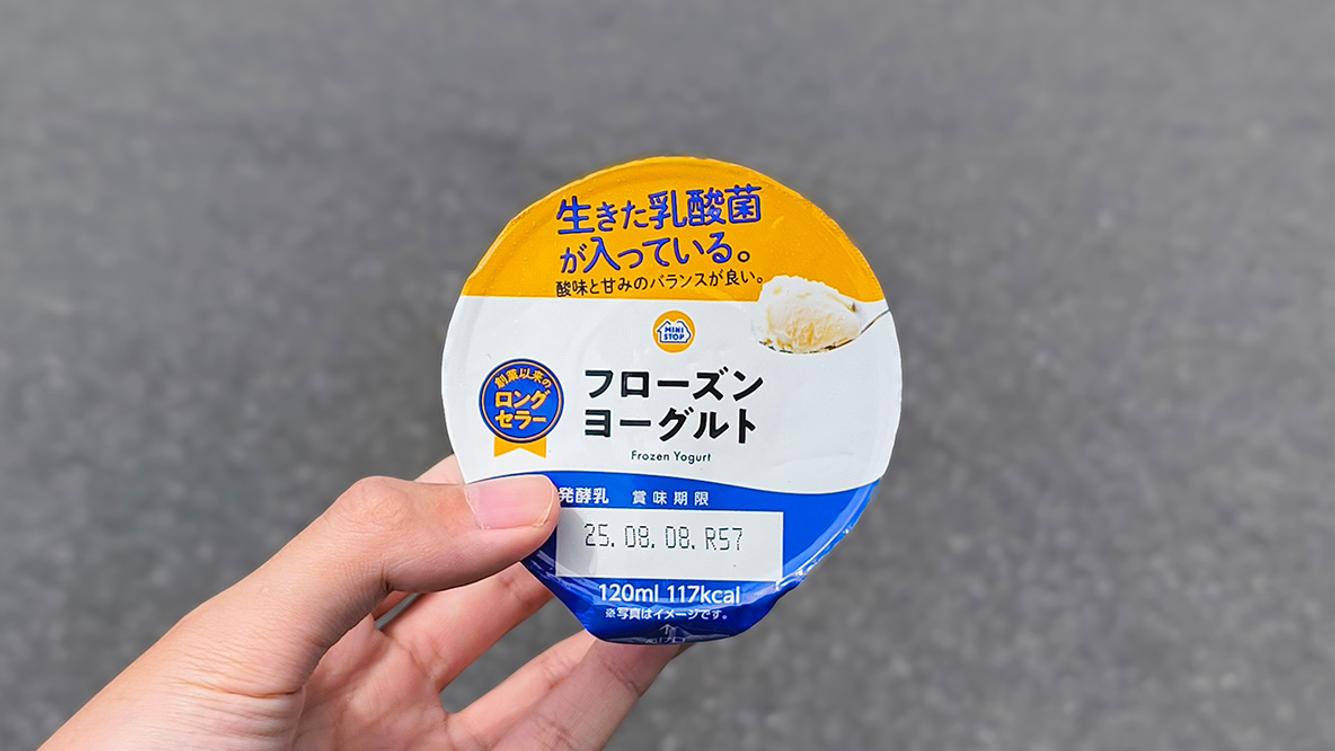 生きた乳酸菌
が入っている。
酸味と甘みのバランスが良い。
MINI
STOP
創業以来の
ロング
セラー
フローズン
ヨーグルト
Frozen Yogurt
発酵乳 賞味期限
25. 08. 08. R57
120ml 117kcal
※写真はイメージです。